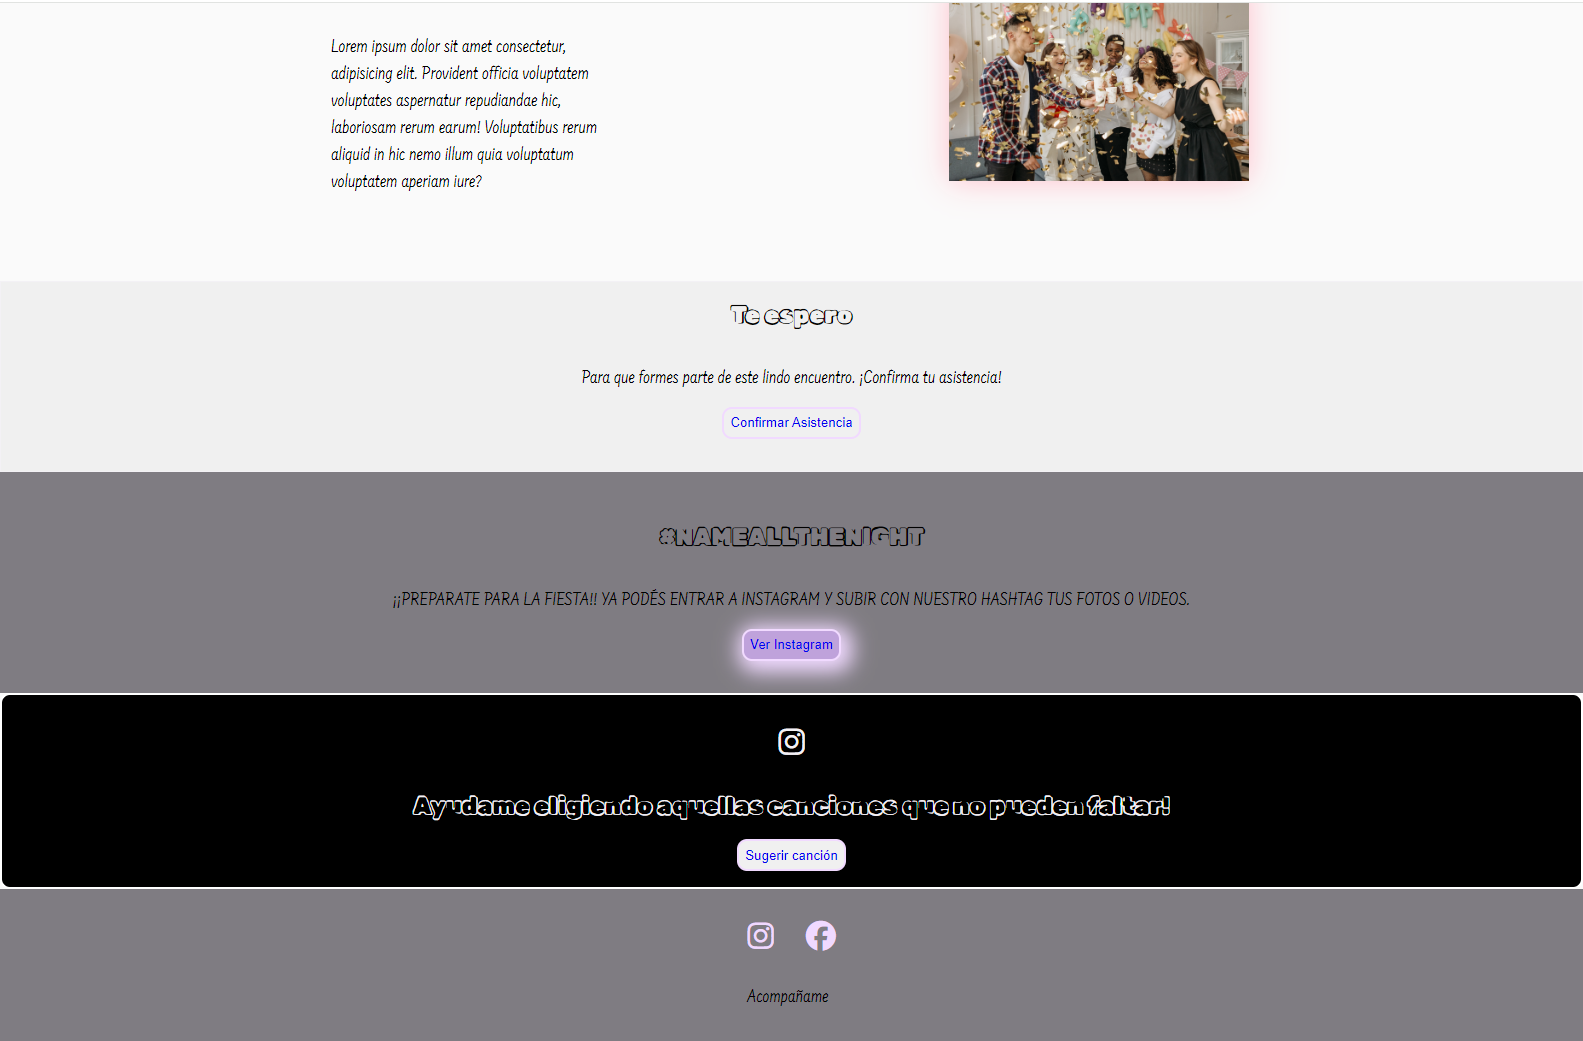 Lorem ipsum dolor sit amet consectetur,
adipisicing elit. Provident officia voluptatem
voluptates aspernatur repudiandae hic,
laboriosam rerum earum! Voluptatibus rerum
aliquid in hic nemo illum quia voluptatum
voluptatem aperiam iure?
Te espero
Para que formes parte de este lindo encuentro. ¡Confirma tu asistencia!
Confirmar Asistencia
#NAMEALLTHENIGHT
¡¡PREPARATE PARA LA FIESTA!! YA PODÉS ENTRAR A INSTAGRAM Y SUBIR CON NUESTRO HASHTAG TUS FOTOS O VIDEOS.
Ver Instagram
Ayudame eligiendo aquellas canciones que no pueden faltar!
Sugerir canción
Acompañame